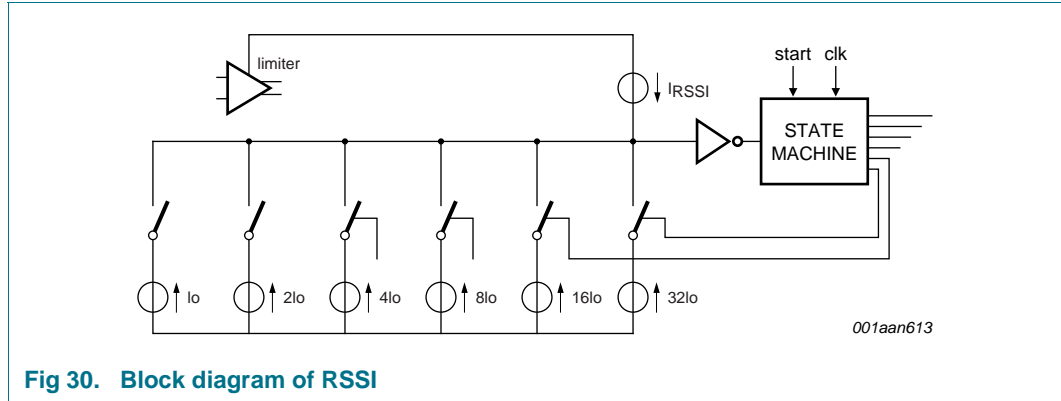 limiter
start clk
IRSSI
STATE
MACHINE
Io
2Io
4Io
8Io
16Io
32Io
001aan613
Fig 30. Block diagram of RSSI